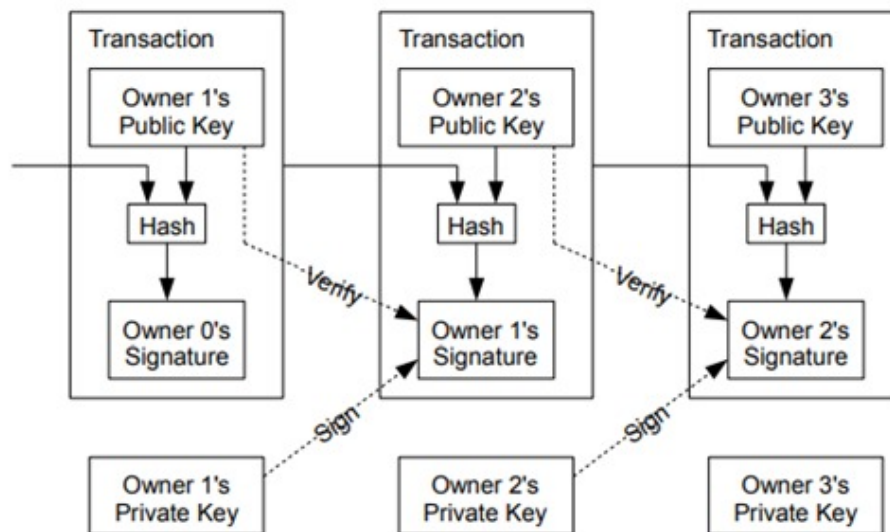 Transaction
Owner 1's
Public Key
Hash
Owner 0's
Signature
Transaction
Owner 2's
Public Key
Hash
Owner 1's
Signature
Transaction
Owner 3's
Public Key
Hash
Owner 2's
Signature
Verify
Verify
Sign
Sign
Owner 1's
Private Key
Owner 2's
Private Key
Owner 3's
Private Key